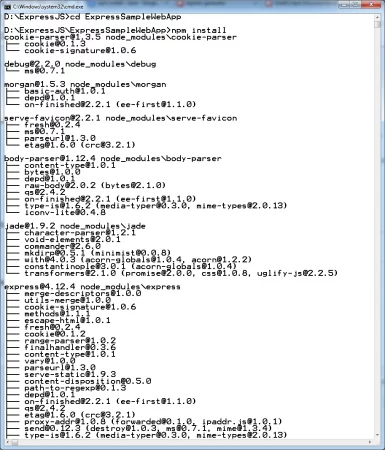 C:\Windows\system32\cmd.exe
D:\ExpressJS>cd ExpressSampleWebApp
D:\ExpressJS\ExpressSampleWebApp>npm install
cookie-parser@1.3.5 node_modules\cookie-parser
├── cookie@0.1.3
└── cookie-signature@1.0.6
debug@2.2.0 node_modules\debug
└── ms@0.7.1
morgan@1.5.3 node_modules\morgan
├── basic-auth@1.0.1
├── depd@1.0.1
└── on-finished@2.2.1 (ee-first@1.1.0)
serve-favicon@2.2.1 node_modules\serve-favicon
├── fresh@0.2.4
├── ms@0.7.1
├── parseurl@1.3.0
└── etag@1.6.0 (crc@3.2.1)
body-parser@1.12.4 node_modules\body-parser
├── content-type@1.0.1
├── bytes@1.0.0
├── depd@1.0.1
├── raw-body@2.0.2 (bytes@2.1.0)
├── qs@2.4.2
├── on-finished@2.2.1 (ee-first@1.1.0)
├── type-is@1.6.2 (media-typer@0.3.0, mime-types@2.0.13)
└── iconv-lite@0.4.8
jade@1.9.2 node_modules\jade
├── character-parser@1.2.1
├── void-elements@2.0.1
├── commander@2.6.0
├── mkdirp@0.5.1 (minimist@0.0.8)
├── with@4.0.3 (acorn-globals@1.0.4, acorn@1.2.2)
├── constantinople@3.0.1 (acorn-globals@1.0.4)
└── transformers@2.1.0 (promise@2.0.0, css@1.0.8, uglify-js@2.2.5)
express@4.12.4 node_modules\express
├── merge-descriptors@1.0.0
├── utils-merge@1.0.0
├── cookie-signature@1.0.6
├── methods@1.1.1
├── escape-html@1.0.1
├── fresh@0.2.4
├── cookie@0.1.2
├── range-parser@1.0.2
├── finalhandler@0.3.6
├── content-type@1.0.1
├── vary@1.0.0
├── parseurl@1.3.0
├── serve-static@1.9.3
├── content-disposition@0.5.0
├── path-to-regexp@0.1.3
├── depd@1.0.1
├── on-finished@2.2.1 (ee-first@1.1.0)
├── qs@2.4.2
├── etag@1.6.0 (crc@3.2.1)
├── proxy-addr@1.0.8 (forwarded@0.1.0, ipaddr.js@1.0.1)
├── send@0.12.3 (destroy@1.0.3, ms@0.7.1, mime@1.3.4)
├── type-is@1.6.2 (media-typer@0.3.0, mime-types@2.0.13)